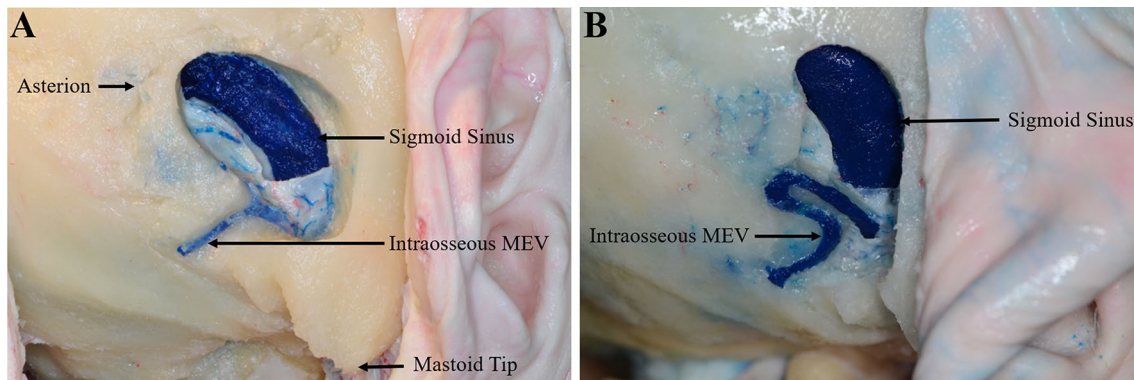 A
Asterion
Sigmoid Sinus
Intraosseous MEV
Mastoid Tip
B
Sigmoid Sinus
Intraosseous MEV